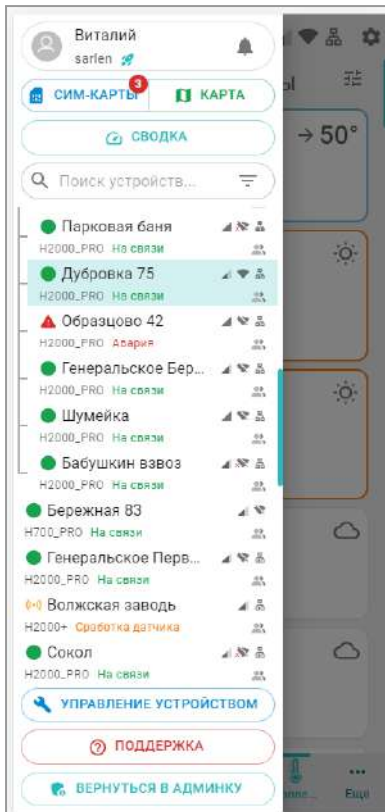 Виталий
sarlen
3
СИМ-КАРТЫ
КАРТА
СВОДКА
→ 50°
Поиск устройств...
Парковая баня
H2000_PRO На связи
Дубровка 75
H2000_PRO На связи
Образцово 42
H2000_PRO Авария
Генеральское Бер...
H2000_PRO На связи
Шумейка
H2000_PRO На связи
Бабушкин взвоз
H2000_PRO На связи
Бережная 83
H700_PRO На связи
Генеральское Перв...
H2000_PRO На связи
Волжская заводь
H2000+ Сработка датчика
Сокол
H2000_PRO На связи
УПРАВЛЕНИЕ УСТРОЙСТВОМ
ПОДДЕРЖКА
ВЕРНУТЬСЯ В АДМИНКУ
Еще